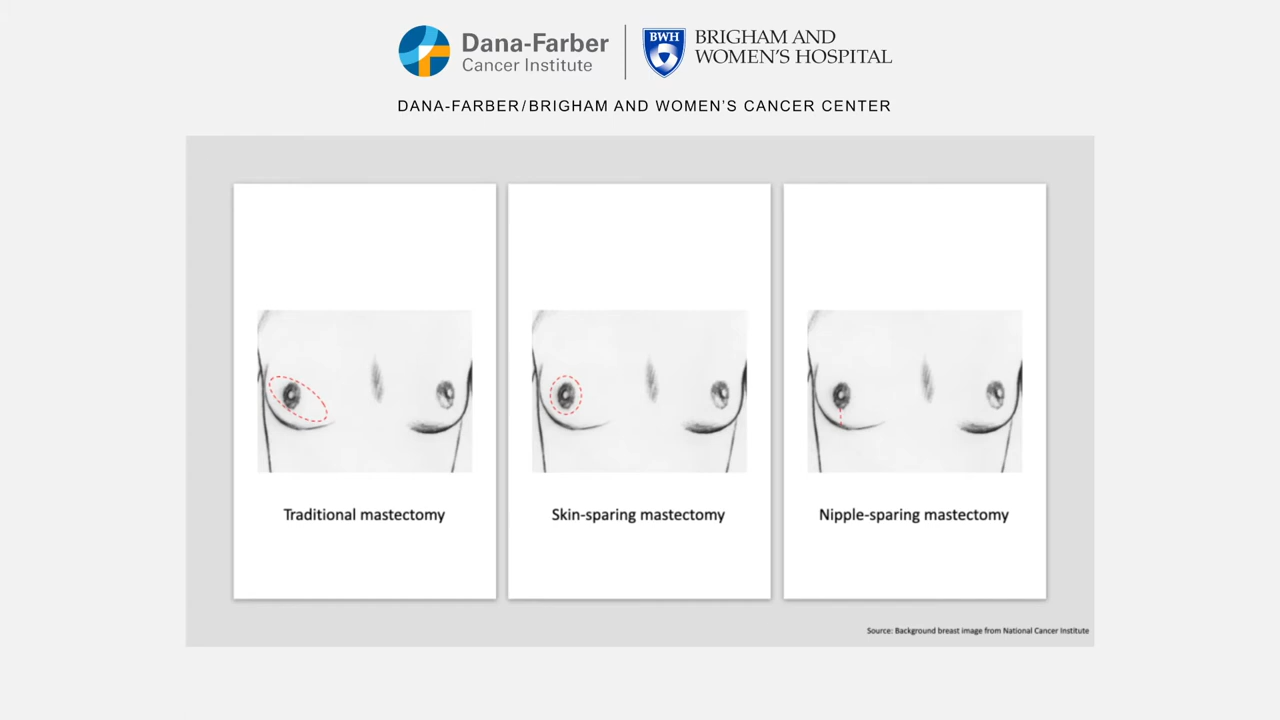 Dana-Farber
Cancer Institute
BWH
BRIGHAM AND
WOMEN'S HOSPITAL
DANA-FARBER/BRIGHAM AND WOMEN'S CANCER CENTER
Traditional mastectomy
Skin-sparing mastectomy
Nipple-sparing mastectomy
Source: Background breast image from National Cancer Institute